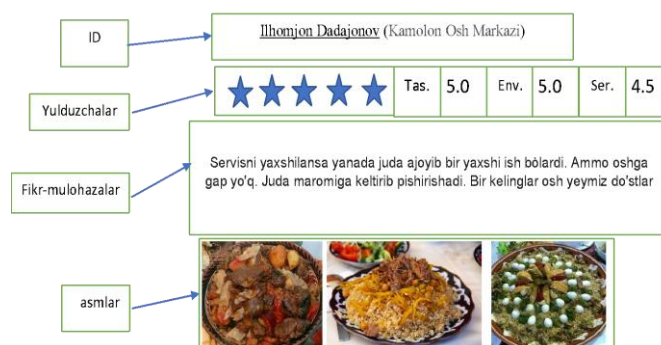 ID
Ilhomjon Dadajonov (Kamolon Osh Markazi)
Yulduzchalar
Tas. 5.0 Env. 5.0 Ser. 4.5
Fikr-mulohazalar
Servisni yaxshilansa yanada juda ajoyib bir yaxshi ish bólardi. Ammo oshga
gap yo'q. Juda maromiga keltirib pishirishadi. Bir kelinglar osh yeymiz do'stlar
asmlar